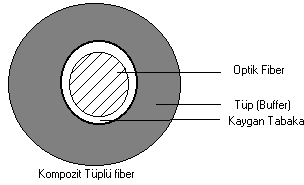 Optik Fiber
Tüp (Buffer)
Kaygan Tabaka
Kompozit Tüplü fiber